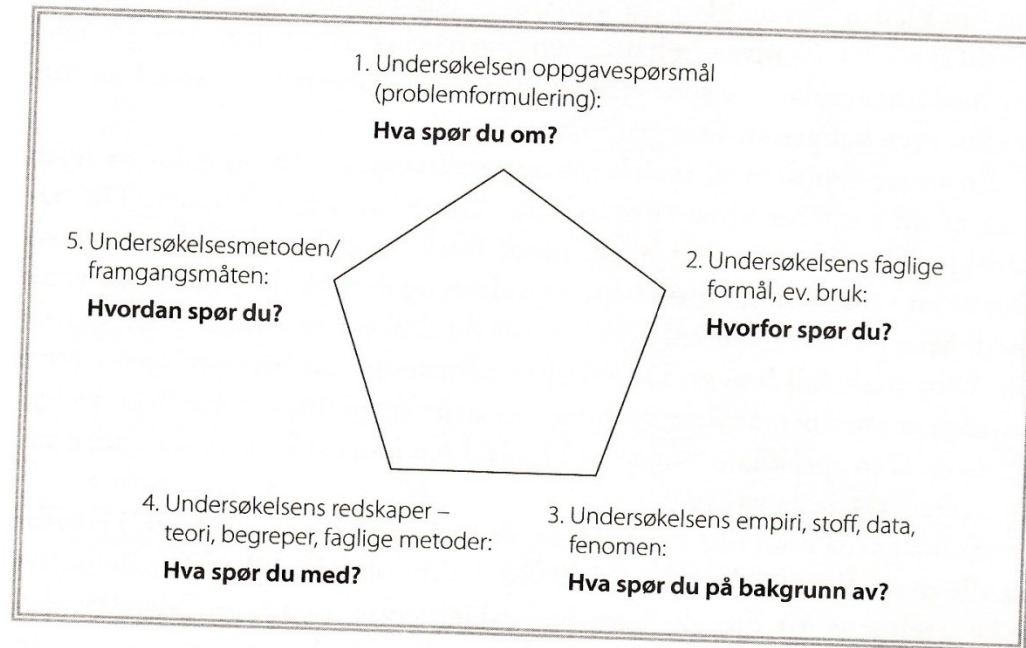 1. Undersøkelsen oppgavespørsmål
(problemformulering):
Hva spør du om?
2. Undersøkelsens faglige
formål, ev. bruk:
Hvorfor spør du?
3. Undersøkelsens empiri, stoff, data,
fenomen:
Hva spør du på bakgrunn av?
4. Undersøkelsens redskaper –
teori, begreper, faglige metoder:
Hva spør du med?
5. Undersøkelsesmetoden/
framgangsmåten:
Hvordan spør du?